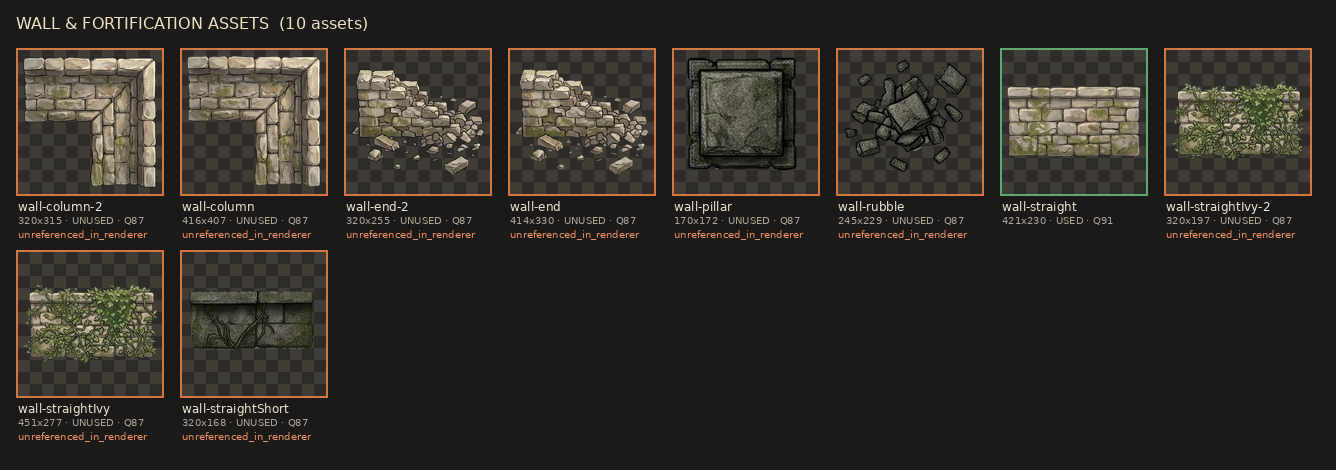 WALL & FORTIFICATION ASSETS (10 assets)
wall-column-2
320x315 · UNUSED · Q87
unreferenced_in_renderer
wall-column
416x407 · UNUSED · Q87
unreferenced_in_renderer
wall-end-2
320x255 · UNUSED · Q87
unreferenced_in_renderer
wall-end
414x330 · UNUSED · Q87
unreferenced_in_renderer
wall-pillar
170x172 · UNUSED · Q87
unreferenced_in_renderer
wall-rubble
245x229 · UNUSED · Q87
unreferenced_in_renderer
wall-straight
421x230 · USED · Q91
wall-straightIvy-2
320x197 · UNUSED · Q87
unreferenced_in_renderer
wall-straightIvy
451x277 · UNUSED · Q87
unreferenced_in_renderer
wall-straightShort
320x168 · UNUSED · Q87
unreferenced_in_renderer